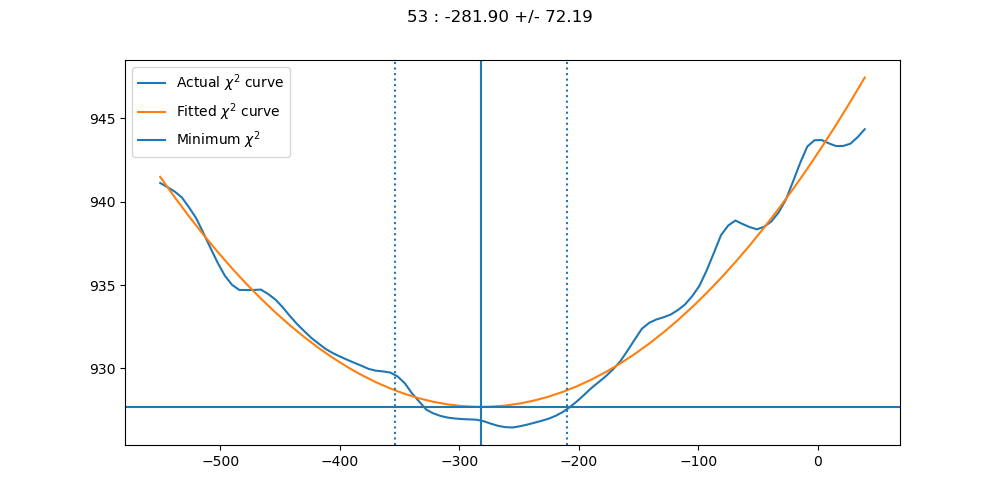 53 : -281.90 +/- 72.19
Actual χ² curve
Fitted χ² curve
Minimum χ²
945
940
935
930
−500
−400
−300
−200
−100
0